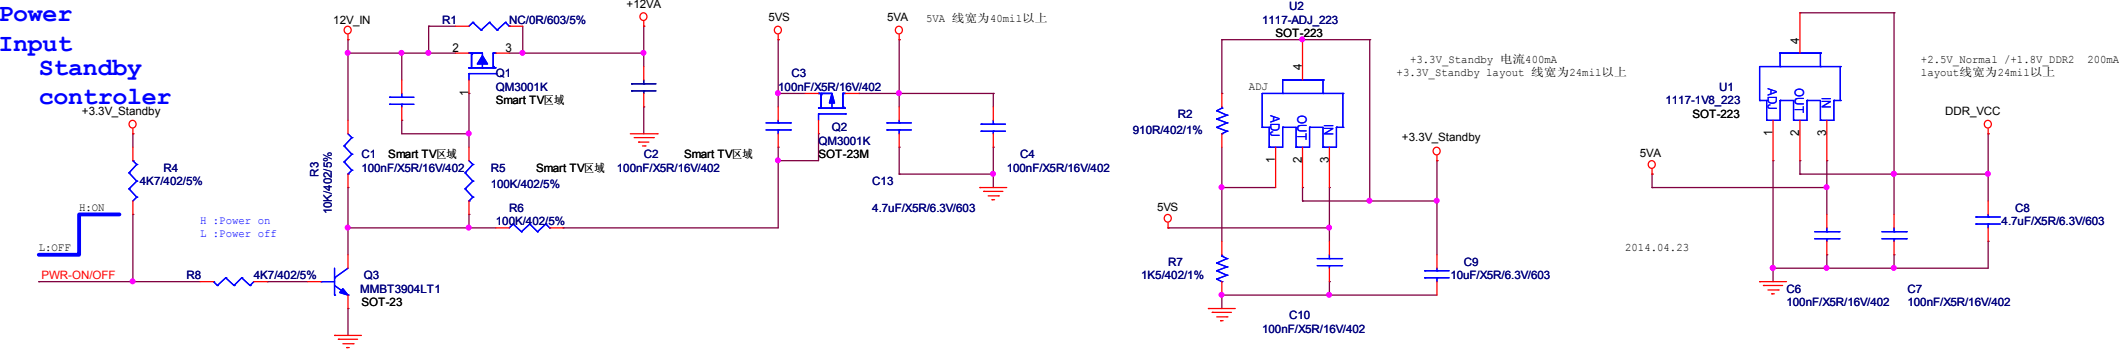 Power
Input
Standby
controler
+3.3V_Standby
R4
4K7/402/5%
H:ON
L:OFF
H :Power on
L :Power off
PWR-ON/OFF
R8
4K7/402/5%
Q3
MMBT3904LT1
SOT-23
12V_IN
R1
NC/0R/603/5%
+12VA
2
3
1
Q1
QM3001K
Smart TV区域
R3
10K/402/5%
C1
Smart TV区域
100nF/X5R/16V/402
R5
100K/402/5%
Smart TV区域
R6
100K/402/5%
C2
Smart TV区域
100nF/X5R/16V/402
5VS
5VA
5VA 线宽为40mil以上
C3
100nF/X5R/16V/402
Q2
QM3001K
SOT-23M
C13
4.7uF/X5R/6.3V/603
C4
100nF/X5R/16V/402
U2
1117-ADJ_223
SOT-223
4
ADJ
ADJ
OUT
IN
1
2
3
R2
910R/402/1%
5VS
R7
1K5/402/1%
C10
100nF/X5R/16V/402
+3.3V_Standby 电流400mA
+3.3V_Standby layout 线宽为24mil以上
+3.3V_Standby
C9
10uF/X5R/6.3V/603
U1
1117-1V8_223
SOT-223
4
ADJ
OUT
IN
1
2
3
5VA
2014.04.23
C6
100nF/X5R/16V/402
C7
100nF/X5R/16V/402
+2.5V_Normal /+1.8V_DDR2 200mA
layout线宽为24mil以上
DDR_VCC
C8
4.7uF/X5R/6.3V/603